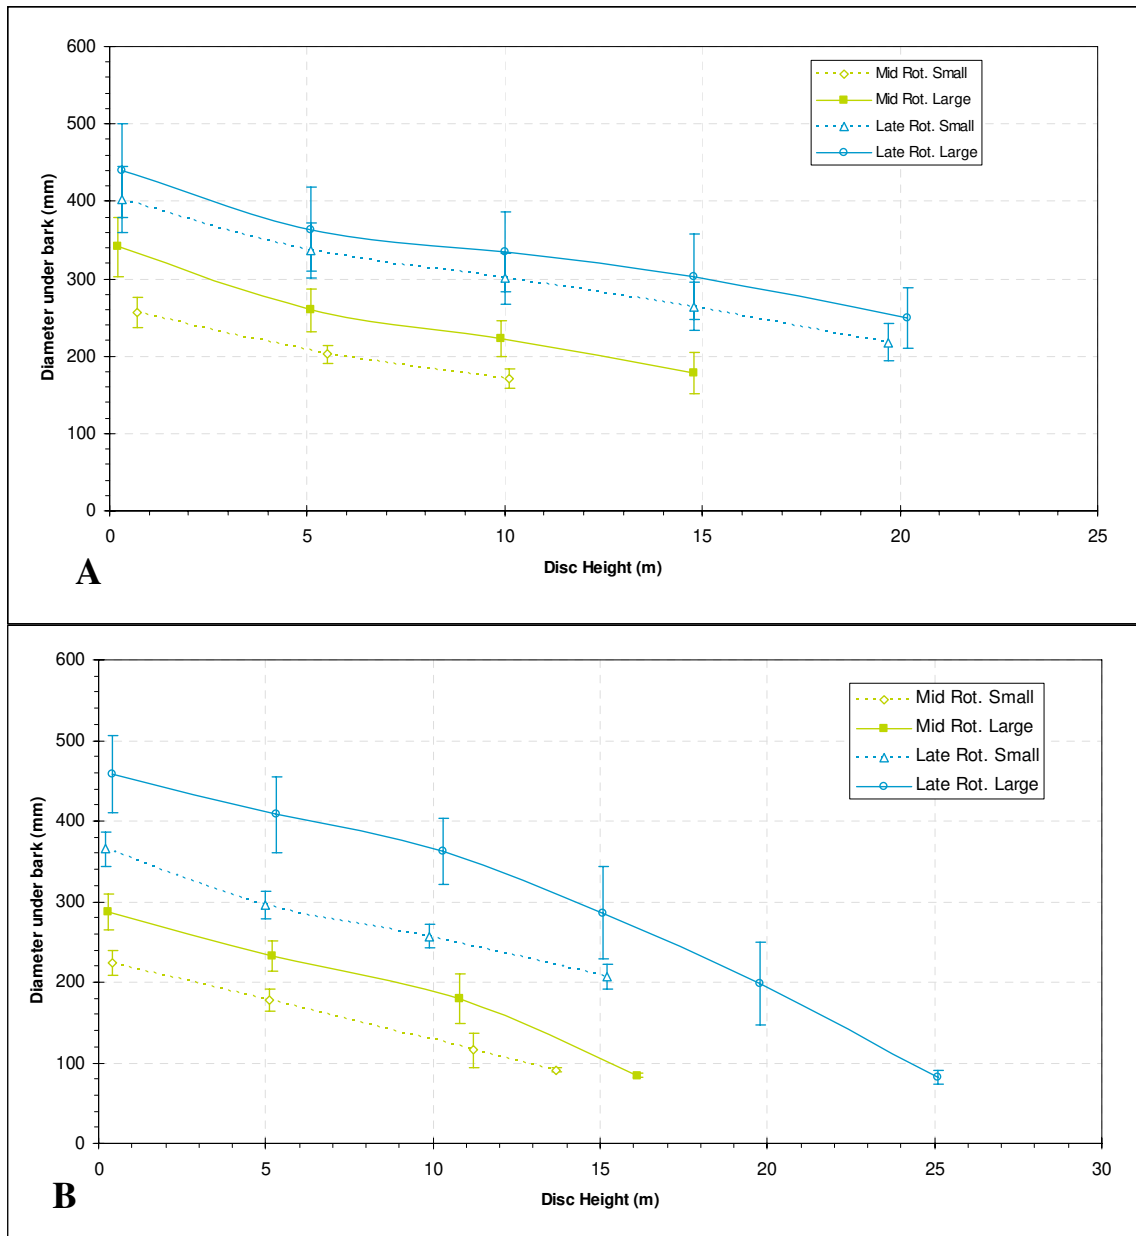 600
500
400
300
200
100
0
Diameter under bark (mm)
Mid Rot. Small
Mid Rot. Large
Late Rot. Small
Late Rot. Large
0 5 10 15 20 25
Disc Height (m)
A
600
500
400
300
200
100
0
Diameter under bark (mm)
Mid Rot. Small
Mid Rot. Large
Late Rot. Small
Late Rot. Large
0 5 10 15 20 25 30
Disc Height (m)
B